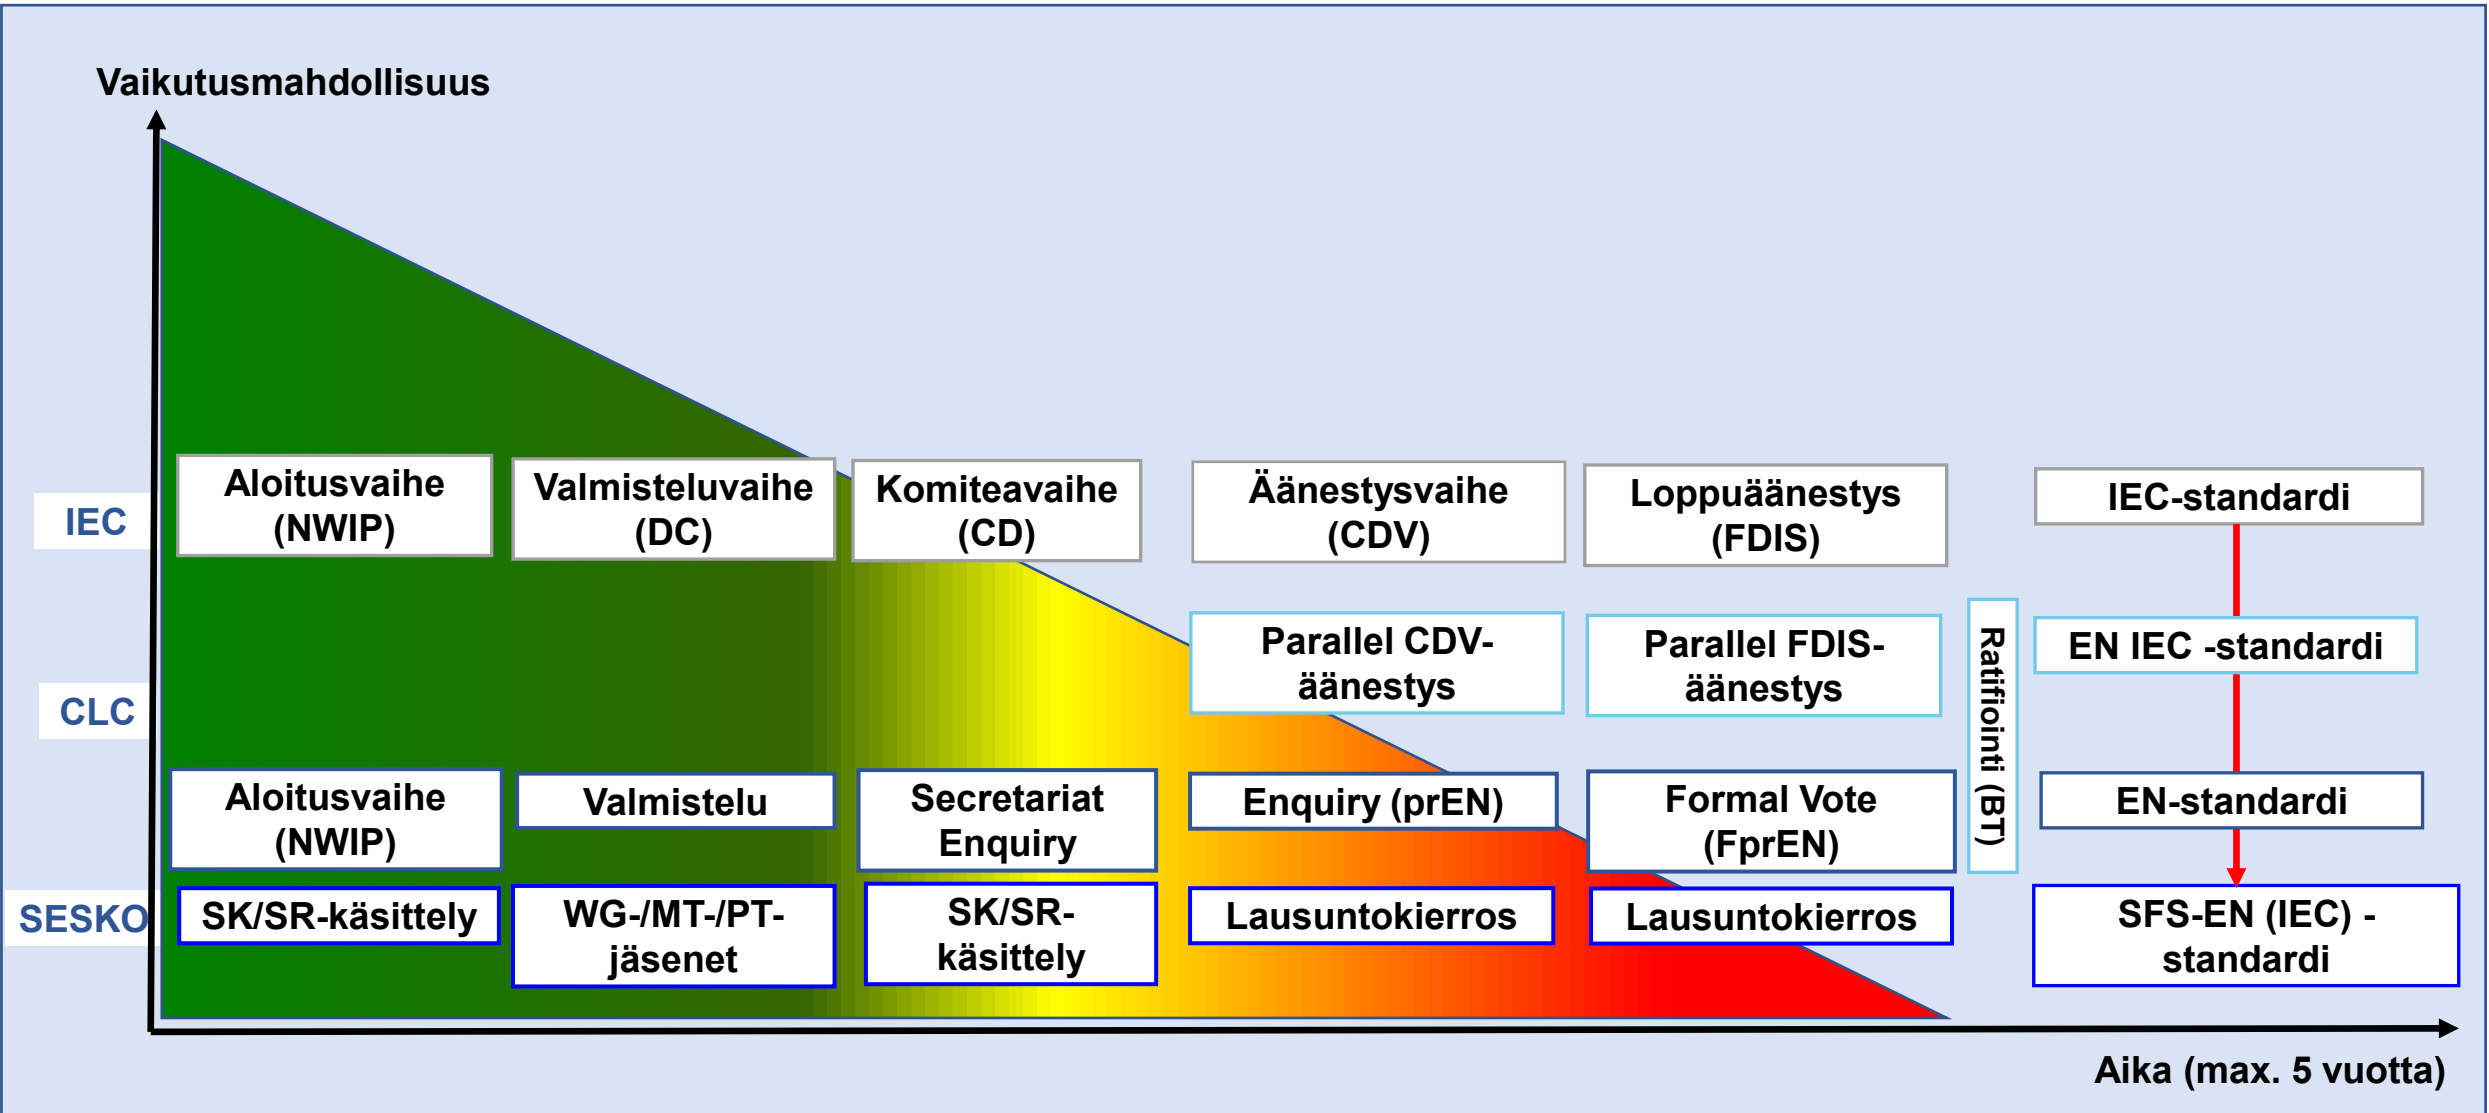 Vaikutusmahdollisuus
IEC
Aloitusvaihe
(NWIP)
Valmisteluvaihe
(DC)
Komiteavaihe
(CD)
Äänestysvaihe
(CDV)
Loppuäänestys
(FDIS)
IEC-standardi
CLC
Parallel CDV-
äänestys
Parallel FDIS-
äänestys
Ratifiointi (BT)
EN IEC -standardi
Aloitusvaihe
(NWIP)
Valmistelu
Secretariat
Enquiry
Enquiry (prEN)
Formal Vote
(FprEN)
EN-standardi
SESKO
SK/SR-käsittely
WG-/MT-/PT-
jäsenet
SK/SR-
käsittely
Lausuntokierros
Lausuntokierros
SFS-EN (IEC) -
standardi
Aika (max. 5 vuotta)